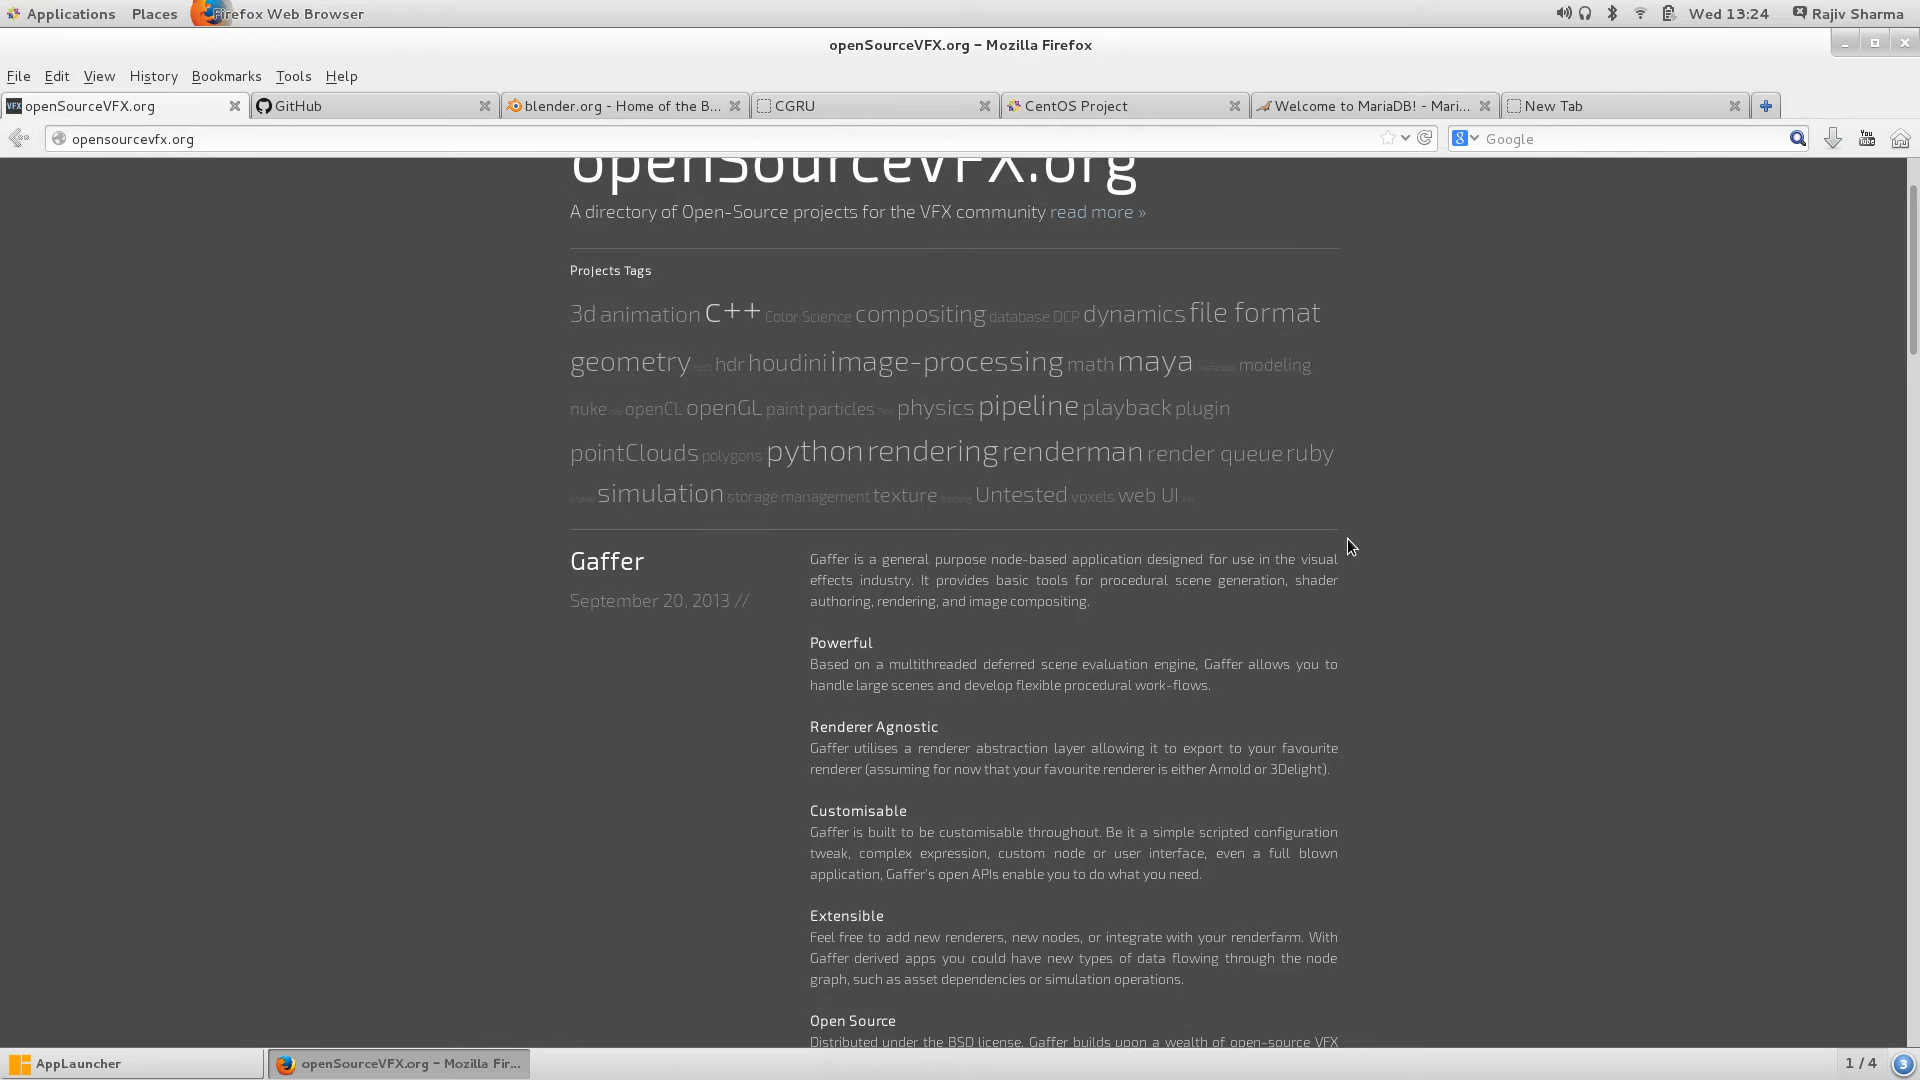 Applications Places Firefox Web Browser Wed 13:24 Rajiv Sharma
openSourceVFX.org - Mozilla Firefox
File Edit View History Bookmarks Tools Help
VFX openSourceVFX.org GitHub blender.org - Home of the B... CGRU CentOS Project Welcome to MariaDB! - Mari... New Tab
opensourcevfx.org 8 Google You Tube
openSourceVFX.org
A directory of Open-Source projects for the VFX community read more »
Projects Tags
3d animation c++ Color Science compositing database DCP dynamics file format
geometry hdr houdini image-processing math maya modeling
nuke openCL openGL paint particles physics pipeline playback plugin
pointClouds polygons python rendering renderman render queue ruby
simulation storage management texture Untested voxels web UI
Gaffer
September 20, 2013 //
Gaffer is a general purpose node-based application designed for use in the visual
effects industry. It provides basic tools for procedural scene generation, shader
authoring, rendering, and image compositing.
Powerful
Based on a multithreaded deferred scene evaluation engine, Gaffer allows you to
handle large scenes and develop flexible procedural work-flows.
Renderer Agnostic
Gaffer utilises a renderer abstraction layer allowing it to export to your favourite
renderer (assuming for now that your favourite renderer is either Arnold or 3Delight).
Customisable
Gaffer is built to be customisable throughout. Be it a simple scripted configuration
tweak, complex expression, custom node or user interface, even a full blown
application, Gaffer's open APIs enable you to do what you need.
Extensible
Feel free to add new renderers, new nodes, or integrate with your renderfarm. With
Gaffer derived apps you could have new types of data flowing through the node
graph, such as asset dependencies or simulation operations.
Open Source
Distributed under the BSD license, Gaffer builds upon a wealth of open-source VFX
AppLauncher openSourceVFX.org - Mozilla Fir... 1 / 4 3